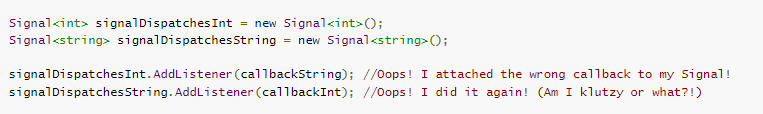 Signal<int> signalDispatchesInt = new Signal<int>();
Signal<string> signalDispatchesString = new Signal<string>();
signalDispatchesInt.AddListener(callbackString); //Oops! I attached the wrong callback to my Signal!
signalDispatchesString.AddListener(callbackInt); //Oops! I did it again! (Am I klutzy or what?!)